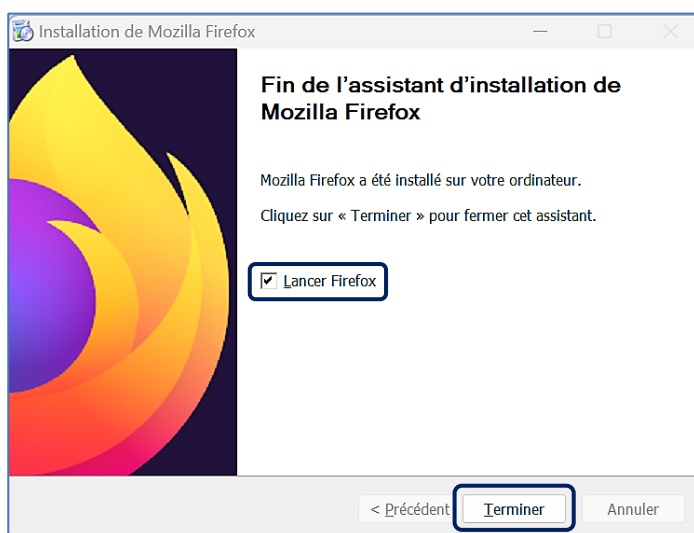 Installation de Mozilla Firefox
Fin de l’assistant d’installation de
Mozilla Firefox
Mozilla Firefox a été installé sur votre ordinateur.
Cliquez sur « Terminer » pour fermer cet assistant.
Lancer Firefox
< Précédent
Terminer
Annuler